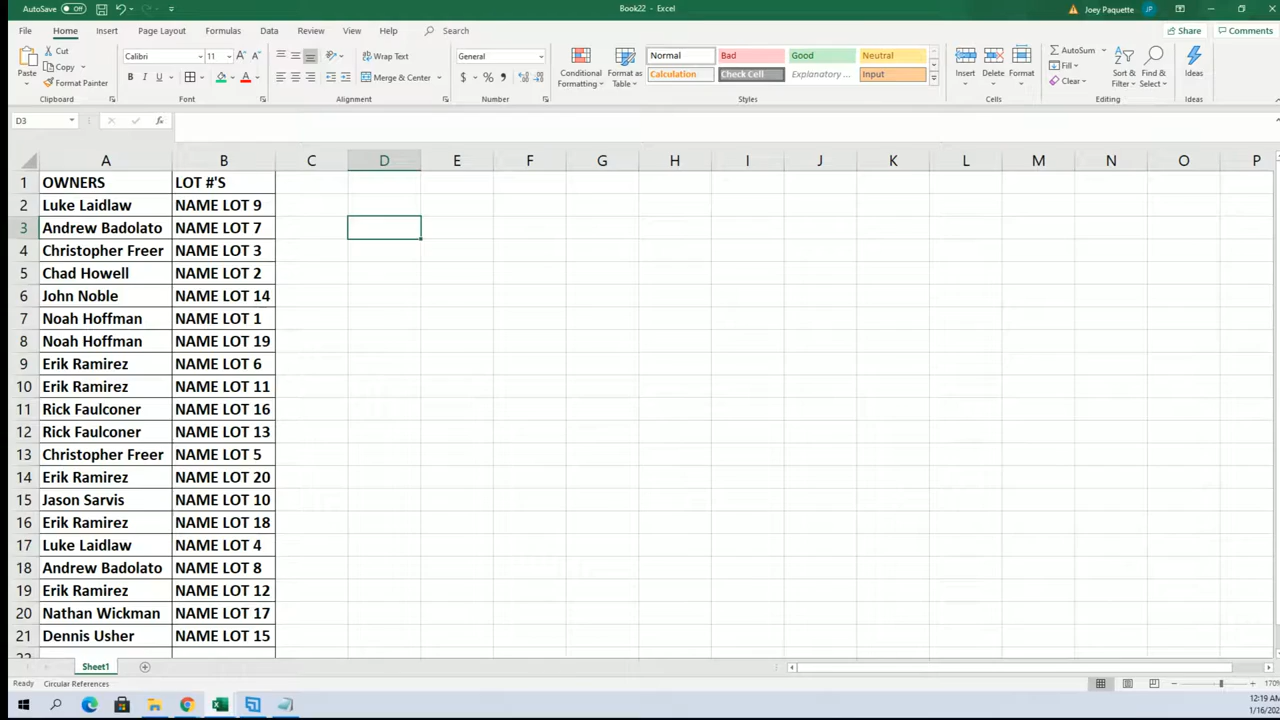 AutoSave Off Book22 - Excel Joey Paquette JP
File Home Insert Page Layout Formulas Data Review View Help Search Share Comments
Paste Cut Copy Format Painter Clipboard
Calibri 11 B I U A Font
Wrap Text Merge & Center Alignment
General $ % Number
Conditional Formatting Format as Table
Normal Bad Good Neutral
Calculation Check Cell Explanatory ... Input
Styles
Insert Delete Format Cells
AutoSum Fill Clear Sort & Filter Find & Select Editing
Ideas Ideas
D3 fx
A B C D E F G H I J K L M N O P
1 OWNERS LOT #'S
2 Luke Laidlaw NAME LOT 9
3 Andrew Badolato NAME LOT 7
4 Christopher Freer NAME LOT 3
5 Chad Howell NAME LOT 2
6 John Noble NAME LOT 14
7 Noah Hoffman NAME LOT 1
8 Noah Hoffman NAME LOT 19
9 Erik Ramirez NAME LOT 6
10 Erik Ramirez NAME LOT 11
11 Rick Faulconer NAME LOT 16
12 Rick Faulconer NAME LOT 13
13 Christopher Freer NAME LOT 5
14 Erik Ramirez NAME LOT 20
15 Jason Sarvis NAME LOT 10
16 Erik Ramirez NAME LOT 18
17 Luke Laidlaw NAME LOT 4
18 Andrew Badolato NAME LOT 8
19 Erik Ramirez NAME LOT 12
20 Nathan Wickman NAME LOT 17
21 Dennis Usher NAME LOT 15
Sheet1
Ready Circular References 170%
12:19 AM
1/16/202